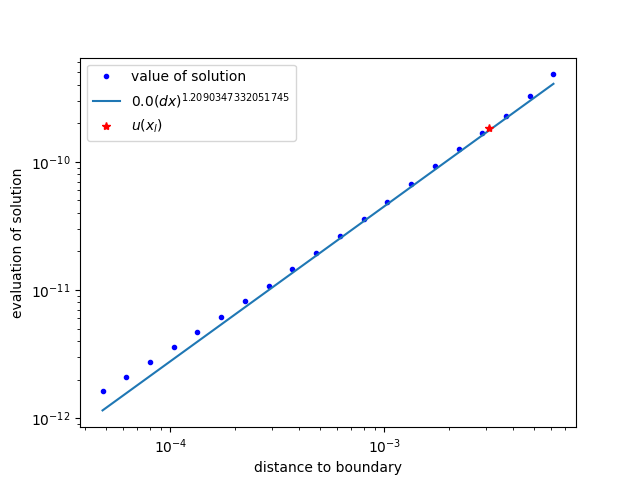 value of solution
0.0(dx)^1.2090347332051745
u(x_l)
10^−10
10^−11
10^−12
evaluation of solution
10^−4
10^−3
distance to boundary